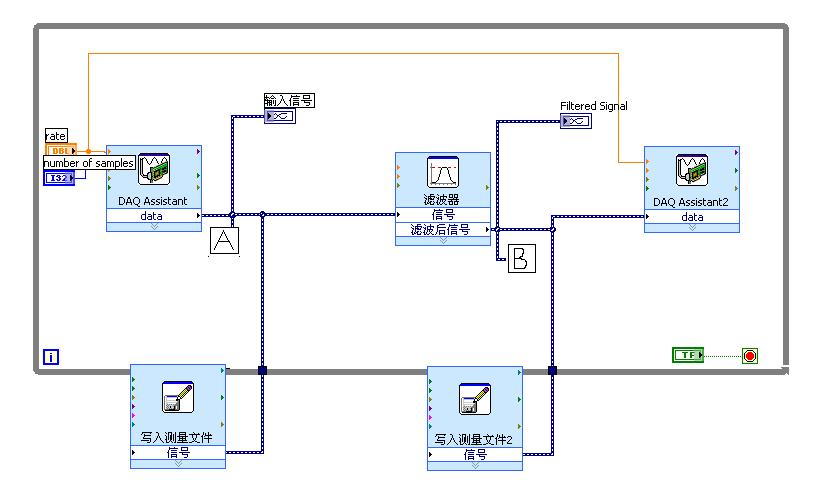 输入信号
Filtered Signal
rate
DBL
number of samples
I32
DAQ Assistant
data
滤波器
信号
滤波后信号
DAQ Assistant2
data
A
B
i
TF
写入测量文件
信号
写入测量文件2
信号